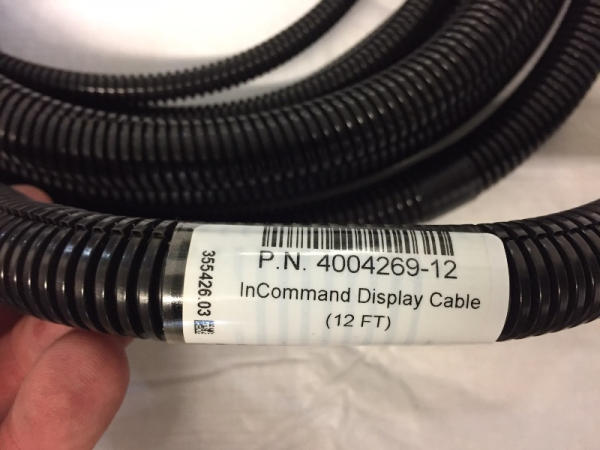 P.N. 4004269-12
InCommand Display Cable
(12 FT)
355426.03